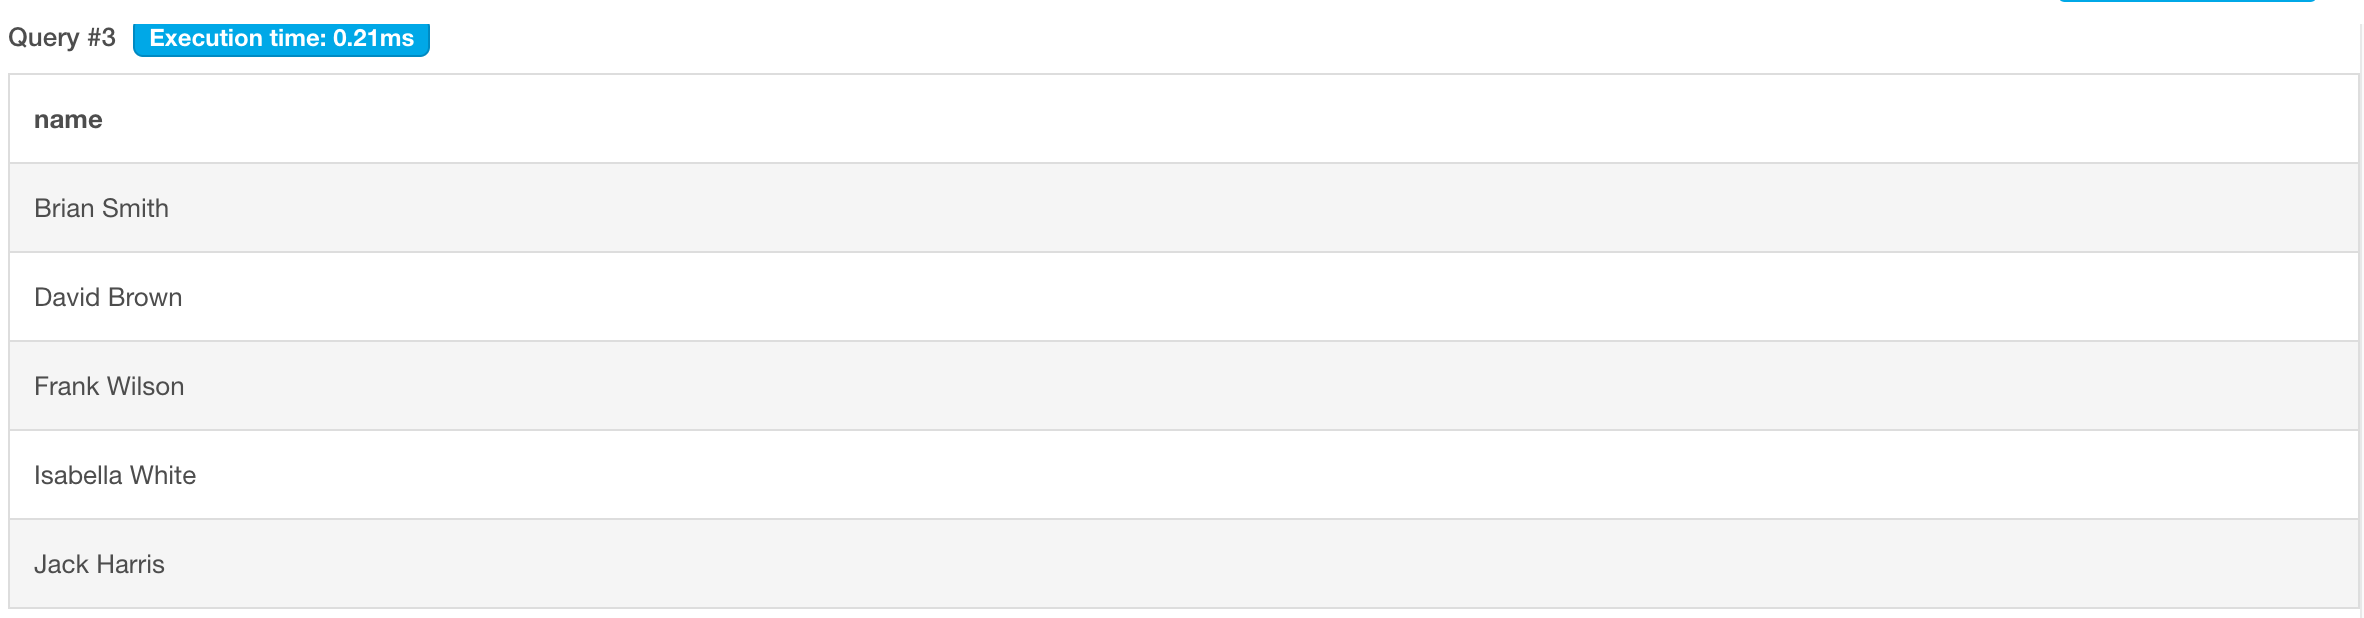 Query #3 Execution time: 0.21ms
name
Brian Smith
David Brown
Frank Wilson
Isabella White
Jack Harris